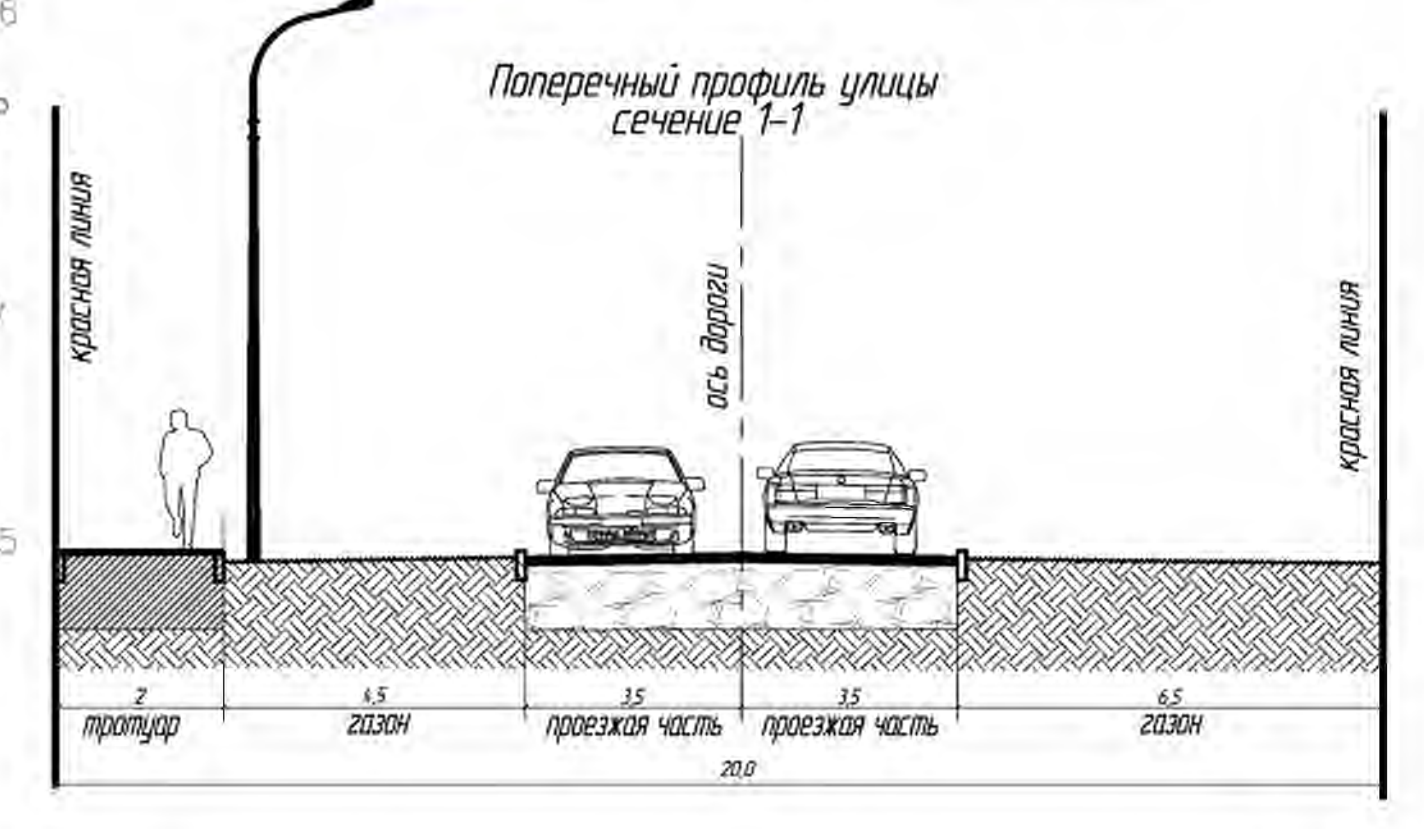 Поперечный профиль улицы
сечение 1-1
красная линия
ось дороги
красная линия
2
4,5
3,5
3,5
6,5
тротуар
газон
проезжая часть
проезжая часть
газон
20,0